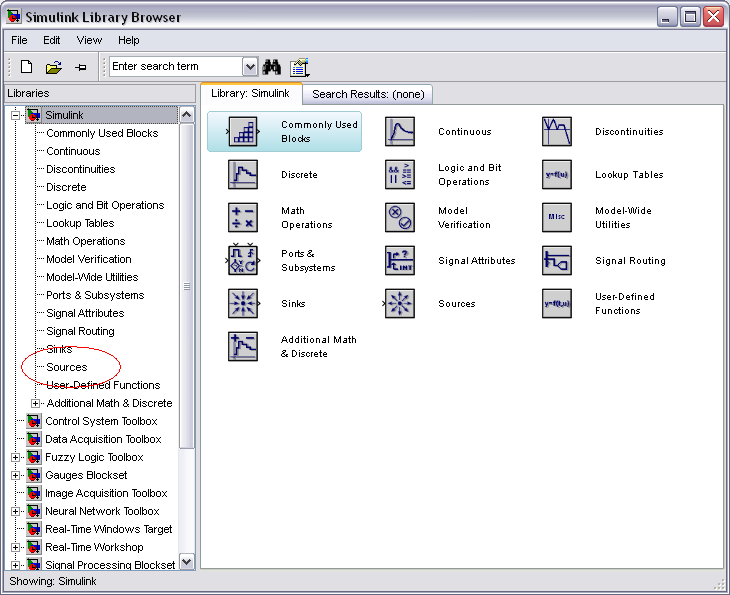 Simulink Library Browser
File Edit View Help
Enter search term
Libraries
Library: Simulink
Search Results: (none)
Simulink
Commonly Used Blocks
Continuous
Discontinuities
Discrete
Logic and Bit Operations
Lookup Tables
Math Operations
Model Verification
Model-Wide Utilities
Ports & Subsystems
Signal Attributes
Signal Routing
Sinks
Sources
User-Defined Functions
Additional Math & Discrete
Control System Toolbox
Data Acquisition Toolbox
Fuzzy Logic Toolbox
Gauges Blockset
Image Acquisition Toolbox
Neural Network Toolbox
Real-Time Windows Target
Real-Time Workshop
Signal Processing Blockset
Commonly Used
Blocks
Continuous
Discontinuities
Discrete
&& >
|| <=
Logic and Bit
Operations
y=f(u)
Lookup Tables
+ −
÷ ×
Math
Operations
Model
Verification
Misc
Model-Wide
Utilities
Ports &
Subsystems
?
INT
Signal Attributes
Signal Routing
Sinks
Sources
y=f(t,u)
User-Defined
Functions
+ −
Additional Math
& Discrete
Showing: Simulink